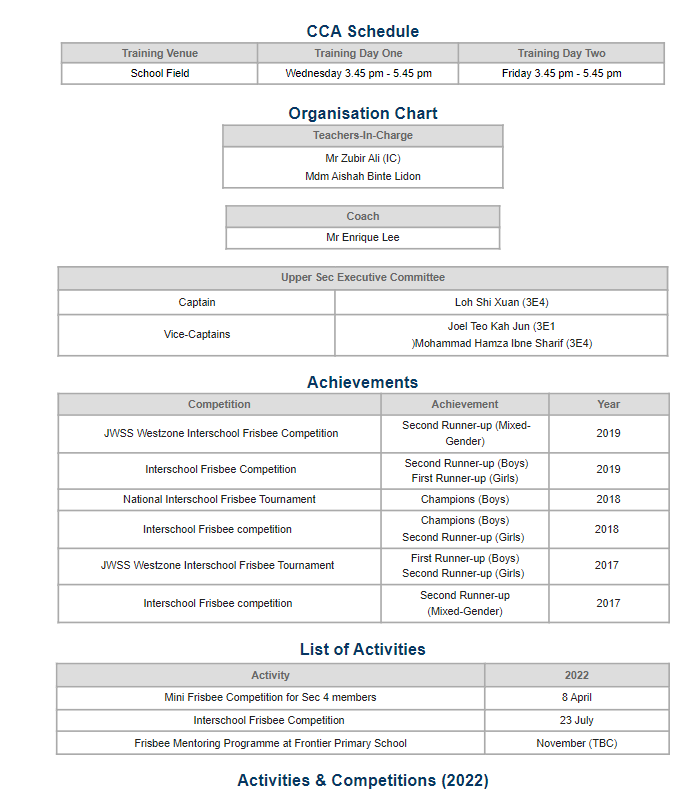 CCA Schedule
Training Venue Training Day One Training Day Two
School Field Wednesday 3.45 pm - 5.45 pm Friday 3.45 pm - 5.45 pm
Organisation Chart
Teachers-In-Charge
Mr Zubir Ali (IC)
Mdm Aishah Binte Lidon
Coach
Mr Enrique Lee
Upper Sec Executive Committee
Captain Loh Shi Xuan (3E4)
Vice-Captains
Joel Teo Kah Jun (3E1
)Mohammad Hamza Ibne Sharif (3E4)
Achievements
Competition Achievement Year
JWSS Westzone Interschool Frisbee Competition
Second Runner-up (Mixed-
Gender)
2019
Interschool Frisbee Competition
Second Runner-up (Boys)
First Runner-up (Girls)
2019
National Interschool Frisbee Tournament Champions (Boys) 2018
Interschool Frisbee competition
Champions (Boys)
Second Runner-up (Girls)
2018
JWSS Westzone Interschool Frisbee Tournament
First Runner-up (Boys)
Second Runner-up (Girls)
2017
Interschool Frisbee competition
Second Runner-up
(Mixed-Gender)
2017
List of Activities
Activity 2022
Mini Frisbee Competition for Sec 4 members 8 April
Interschool Frisbee Competition 23 July
Frisbee Mentoring Programme at Frontier Primary School November (TBC)
Activities & Competitions (2022)